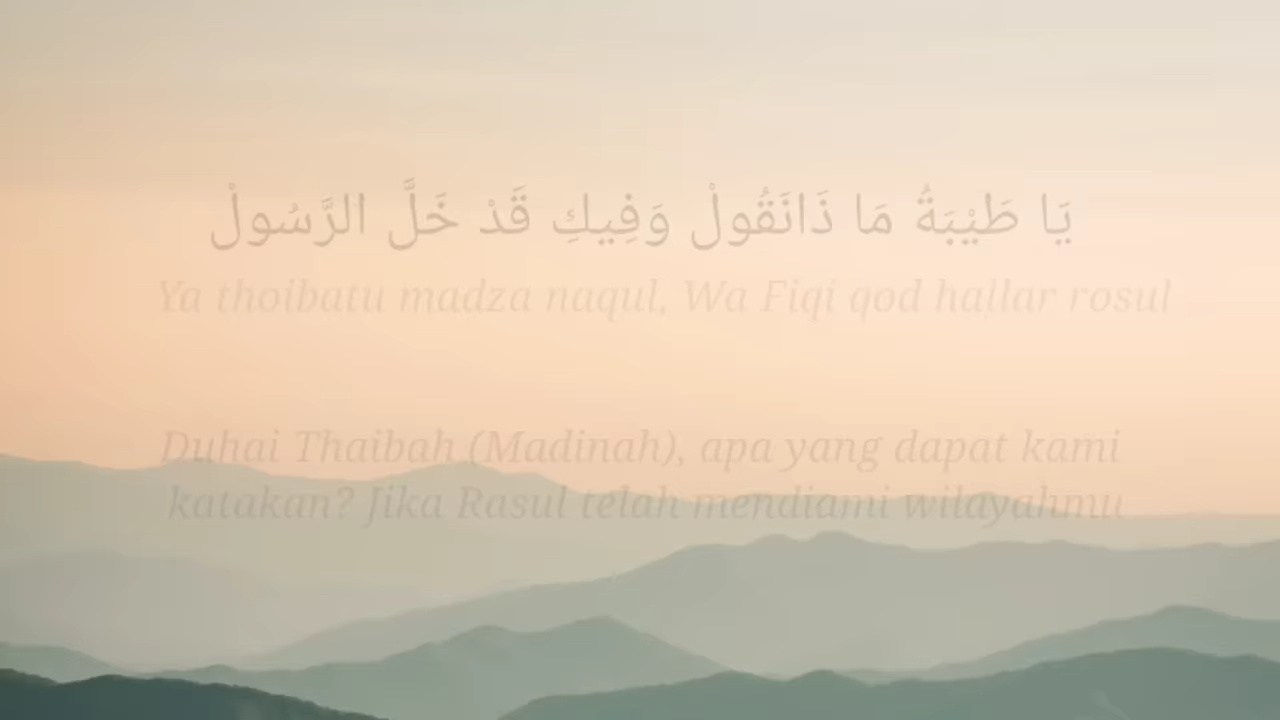 يَا طَيْبَةُ مَا ذَانَقُولْ وَفِيكِ قَدْ خَلَّ الرَّسُولْ
Ya thoibatu madza naqul, Wa Fiqi qod hallar rosul
Duhai Thaibah (Madinah), apa yang dapat kami
katakan? Jika Rasul telah mendiami wilayahmu